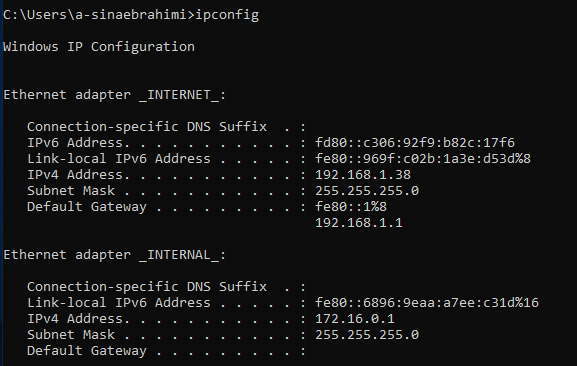 C:\Users\a-sinaebrahimi>ipconfig
Windows IP Configuration
Ethernet adapter _INTERNET_:
Connection-specific DNS Suffix  . :
IPv6 Address. . . . . . . . . . . : fd80::c306:92f9:b82c:17f6
Link-local IPv6 Address . . . . . : fe80::969f:c02b:1a3e:d53d%8
IPv4 Address. . . . . . . . . . . : 192.168.1.38
Subnet Mask . . . . . . . . . . . : 255.255.255.0
Default Gateway . . . . . . . . . : fe80::1%8
192.168.1.1
Ethernet adapter _INTERNAL_:
Connection-specific DNS Suffix  . :
Link-local IPv6 Address . . . . . : fe80::6896:9eaa:a7ee:c31d%16
IPv4 Address. . . . . . . . . . . : 172.16.0.1
Subnet Mask . . . . . . . . . . . : 255.255.255.0
Default Gateway . . . . . . . . . :